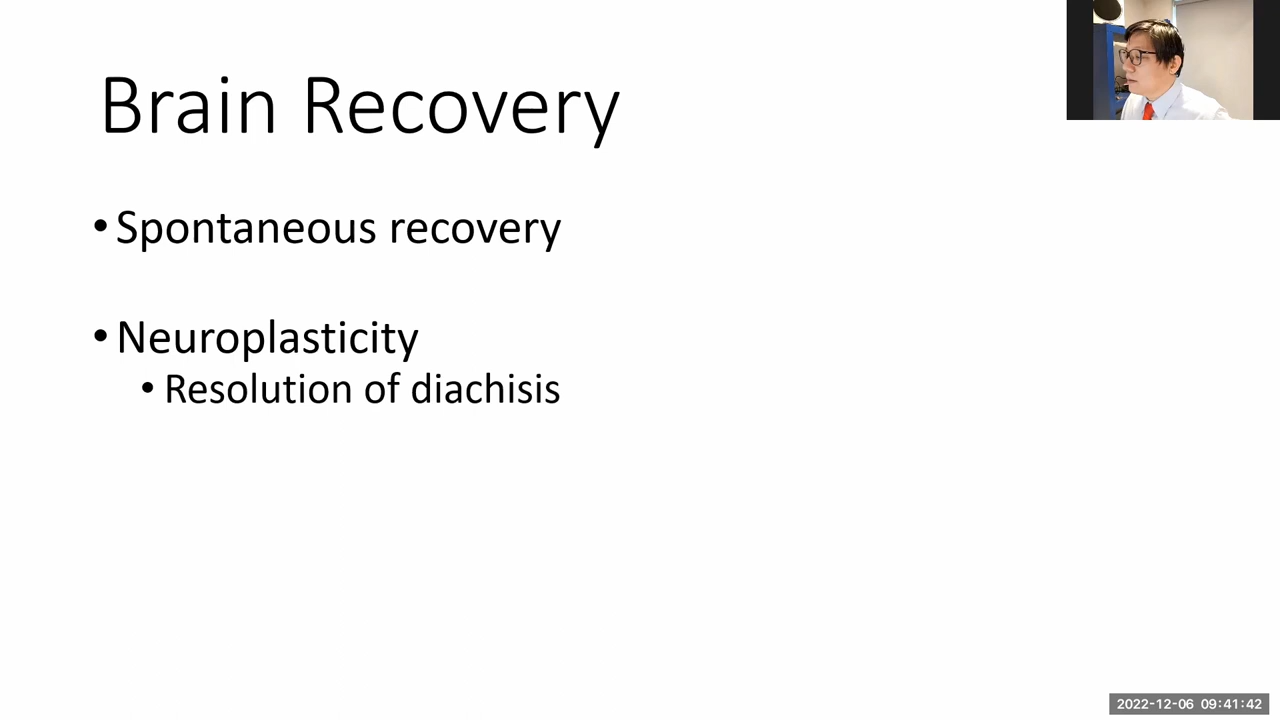 Brain Recovery
• Spontaneous recovery
• Neuroplasticity
• Resolution of diachisis
2022-12-06 09:41:42